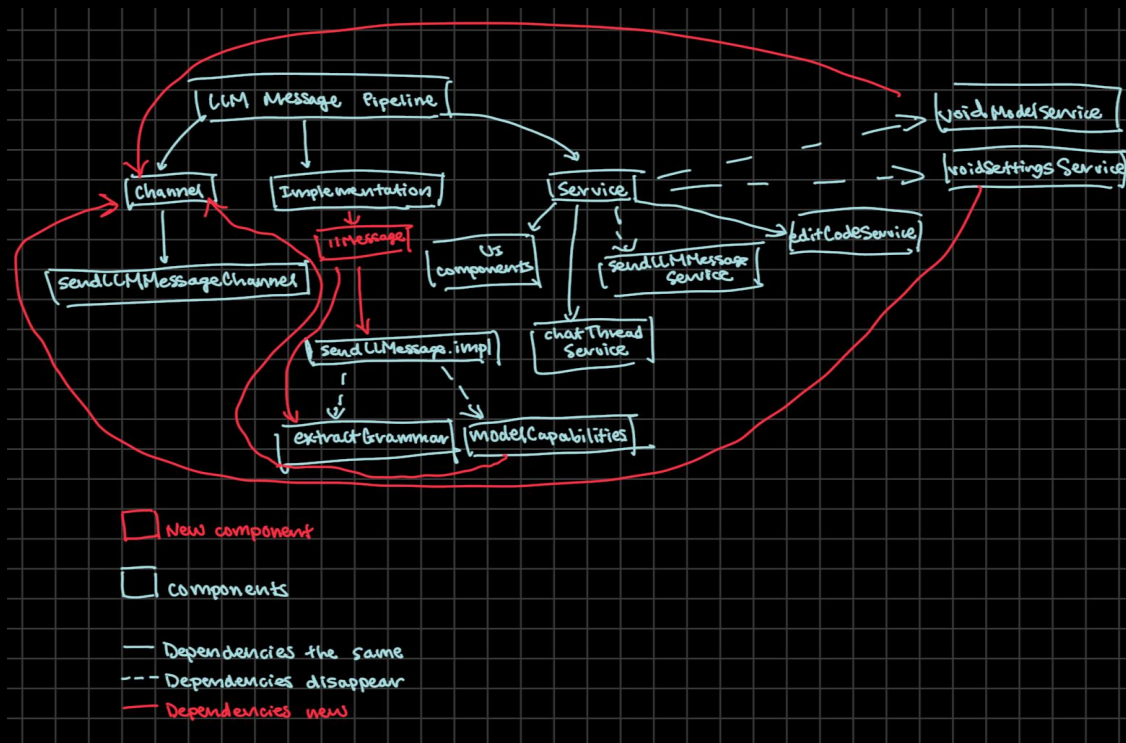 LLM Message Pipeline
voidModelService
voidSettingsService
Channel
Implementation
Service
llMessage
editCodeService
UI
components
sendLLMMessage
Service
sendLLMMessageChannel
chatThread
Service
sendLLMessage.impl
extractGrammar
modelCapabilities
New component
components
Dependencies the same
Dependencies disappear
Dependencies new